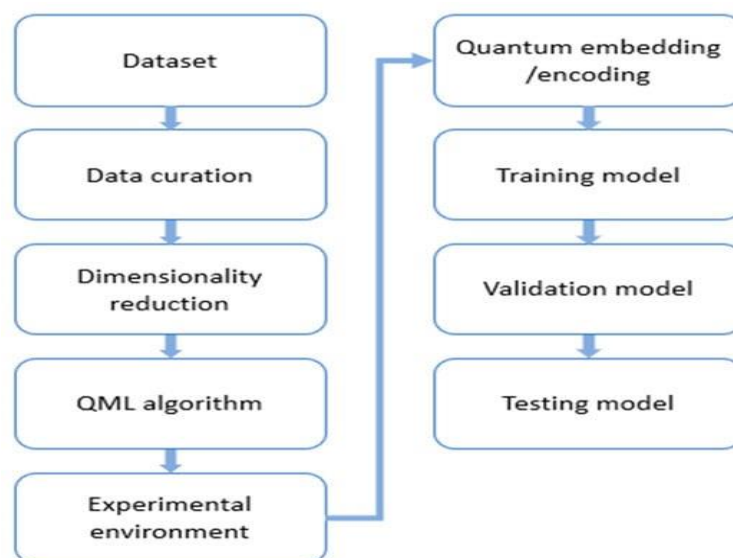 Dataset
Data curation
Dimensionality
reduction
QML algorithm
Experimental
environment
Quantum embedding
/encoding
Training model
Validation model
Testing model